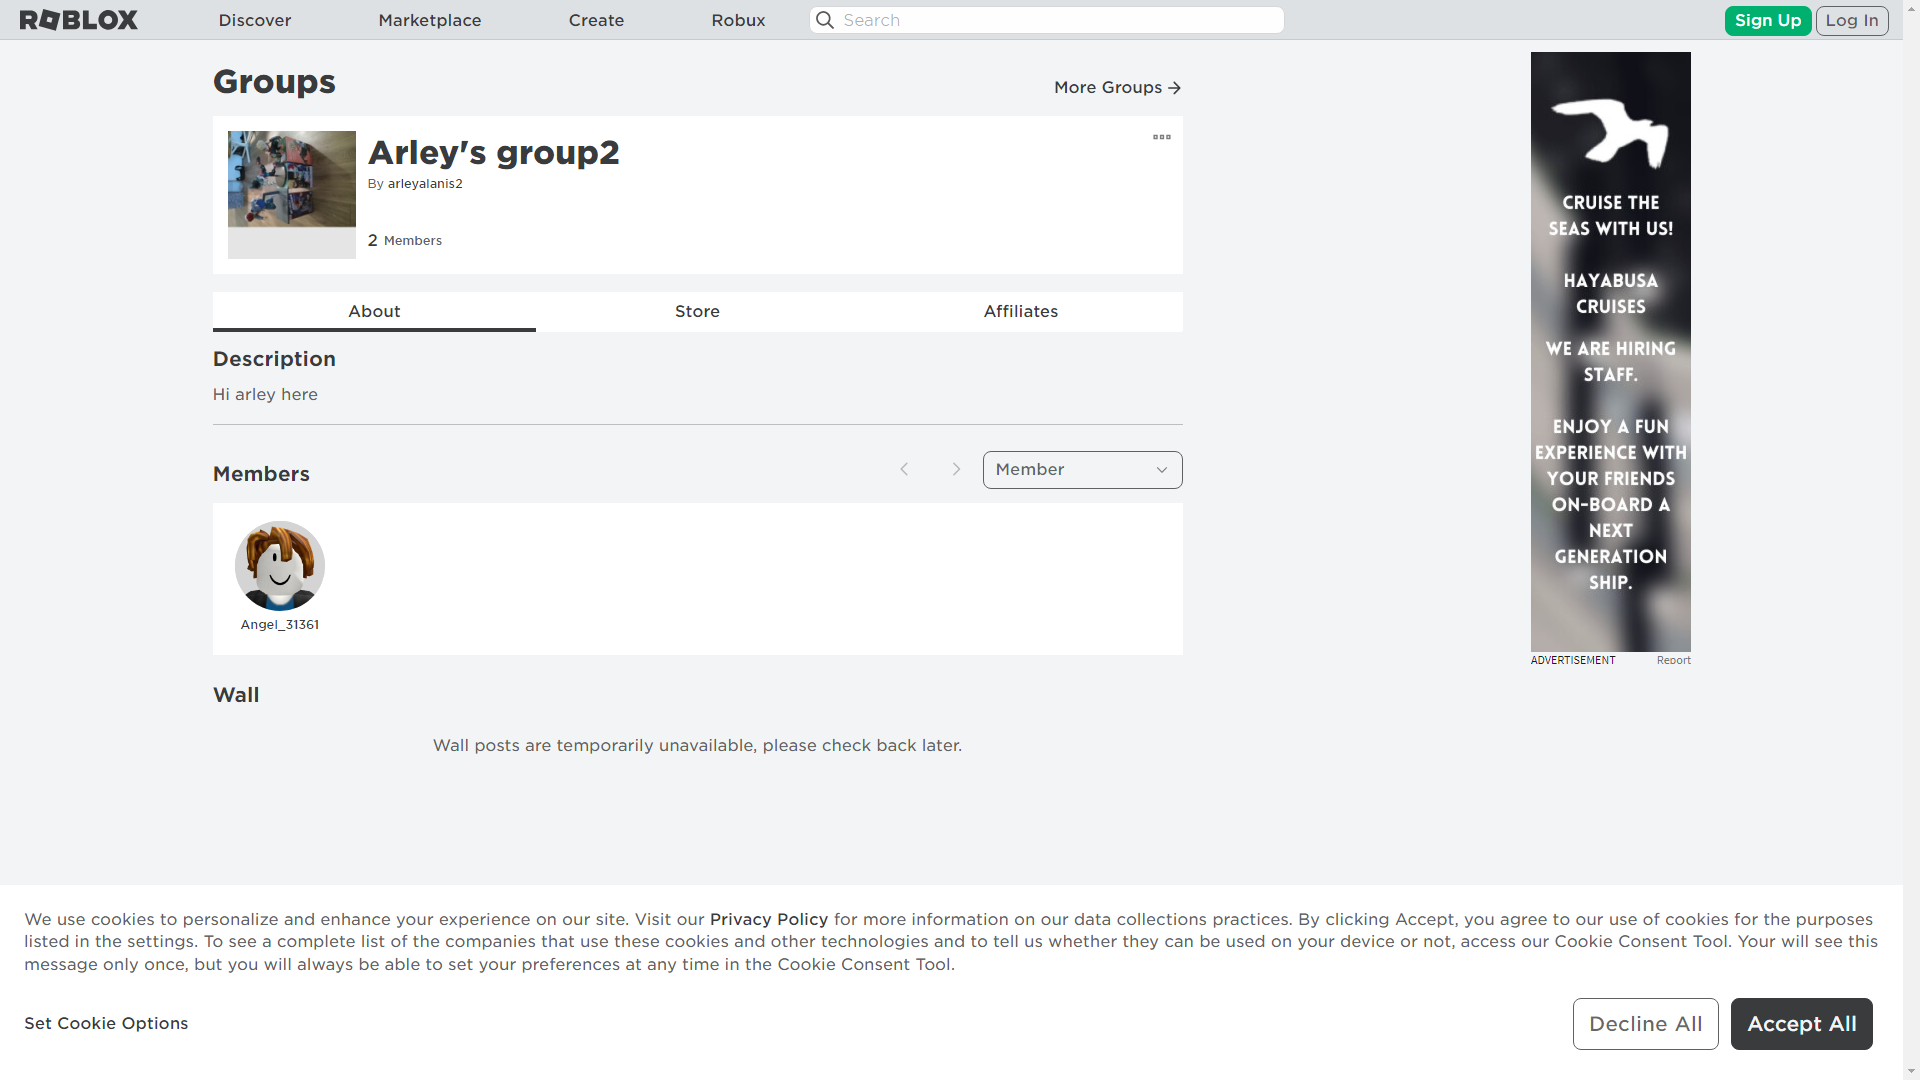 ROBLOX
Discover
Marketplace
Create
Robux
Search
Sign Up
Log In
Groups
More Groups
Arley's group2
By arleyalanis2
2 Members
About
Store
Affiliates
Description
Hi arley here
Members
Member
Angel_31361
Wall
Wall posts are temporarily unavailable, please check back later.
CRUISE THE
SEAS WITH US!
HAYABUSA
CRUISES
WE ARE HIRING
STAFF.
ENJOY A FUN
EXPERIENCE WITH
YOUR FRIENDS
ON-BOARD A
NEXT
GENERATION
SHIP.
ADVERTISEMENT
Report
We use cookies to personalize and enhance your experience on our site. Visit our Privacy Policy for more information on our data collections practices. By clicking Accept, you agree to our use of cookies for the purposes
listed in the settings. To see a complete list of the companies that use these cookies and other technologies and to tell us whether they can be used on your device or not, access our Cookie Consent Tool. Your will see this
message only once, but you will always be able to set your preferences at any time in the Cookie Consent Tool.
Set Cookie Options
Decline All
Accept All